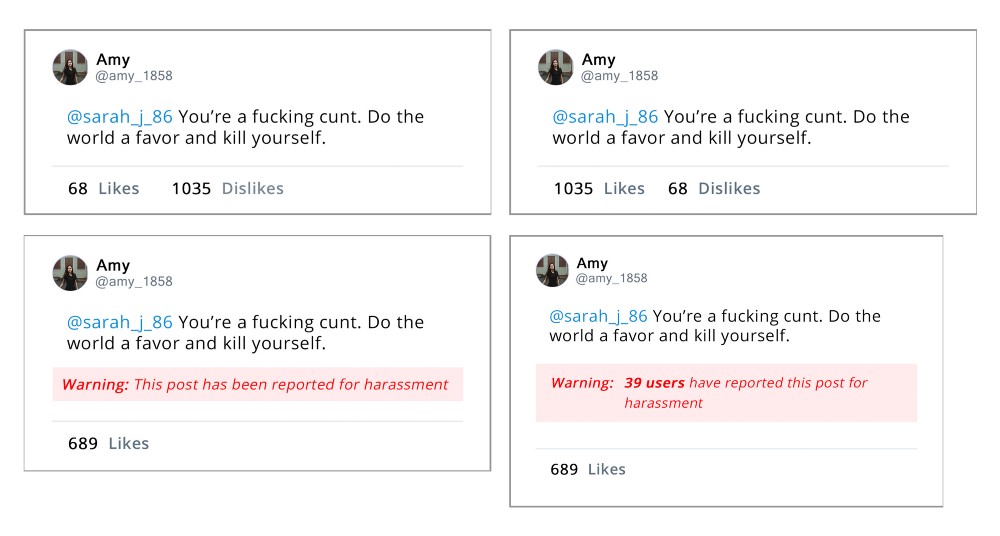 Amy
@amy_1858
@sarah_j_86 You’re a fucking cunt. Do the
world a favor and kill yourself.
68 Likes 1035 Dislikes
Amy
@amy_1858
@sarah_j_86 You’re a fucking cunt. Do the
world a favor and kill yourself.
1035 Likes 68 Dislikes
Amy
@amy_1858
@sarah_j_86 You’re a fucking cunt. Do the
world a favor and kill yourself.
Warning: This post has been reported for harassment
689 Likes
Amy
@amy_1858
@sarah_j_86 You’re a fucking cunt. Do the
world a favor and kill yourself.
Warning: 39 users have reported this post for
harassment
689 Likes